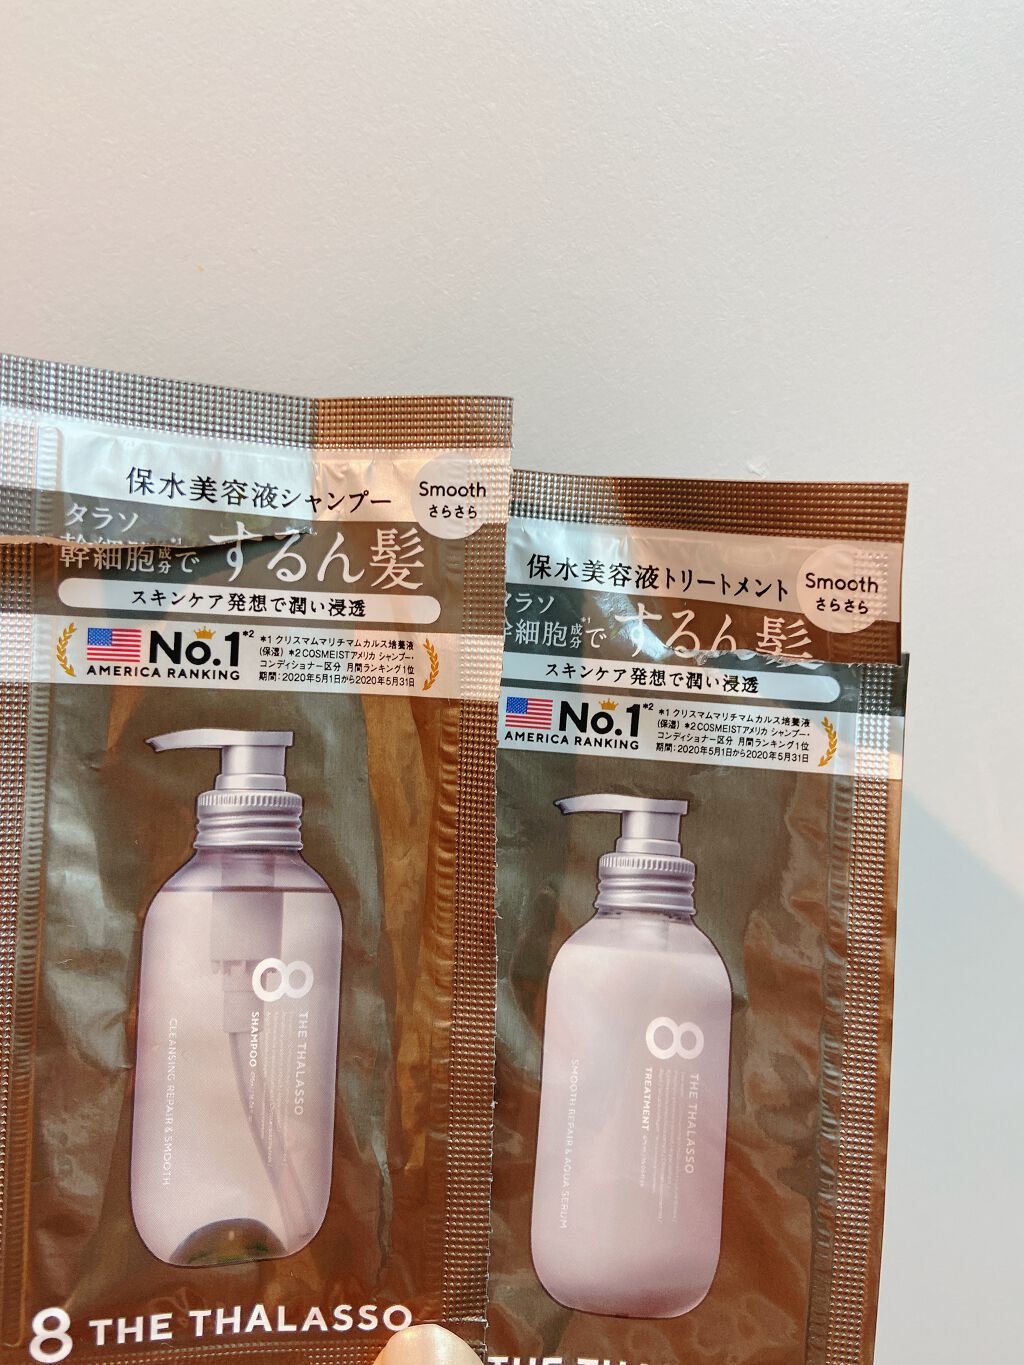 保水美容液シャンプー
Smooth
さらさら
タラソ
幹細胞成分で するん髪
スキンケア発想で潤い浸透
No.1*2
AMERICA RANKING
*1 クリスマムマリチマムカルス培養液
(保湿) *2 COSMEISTアメリカ シャンプー・
コンディショナー区分 月間ランキング1位
期間:2020年5月1日から2020年5月31日
8
THE THALASSO
SHAMPOO
CLEANSING REPAIR & SMOOTH
8 THE THALASSO
保水美容液トリートメント
Smooth
さらさら
タラソ
幹細胞成分*1で するん髪
スキンケア発想で潤い浸透
No.1*2
AMERICA RANKING
*1 クリスマムマリチマムカルス培養液
(保湿) *2 COSMEISTアメリカ シャンプー・
コンディショナー区分 月間ランキング1位
期間:2020年5月1日から2020年5月31日
8
THE THALASSO
TREATMENT
SMOOTH REPAIR & AQUA SERUM
THE THALASSO